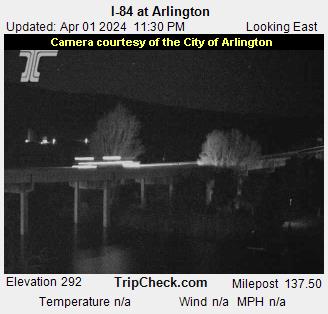 I-84 at Arlington
Updated: Apr 01 2024 11:30 PM Looking East
Camera courtesy of the City of Arlington
Elevation 292 TripCheck.com Milepost 137.50
Temperature n/a Wind n/a MPH n/a